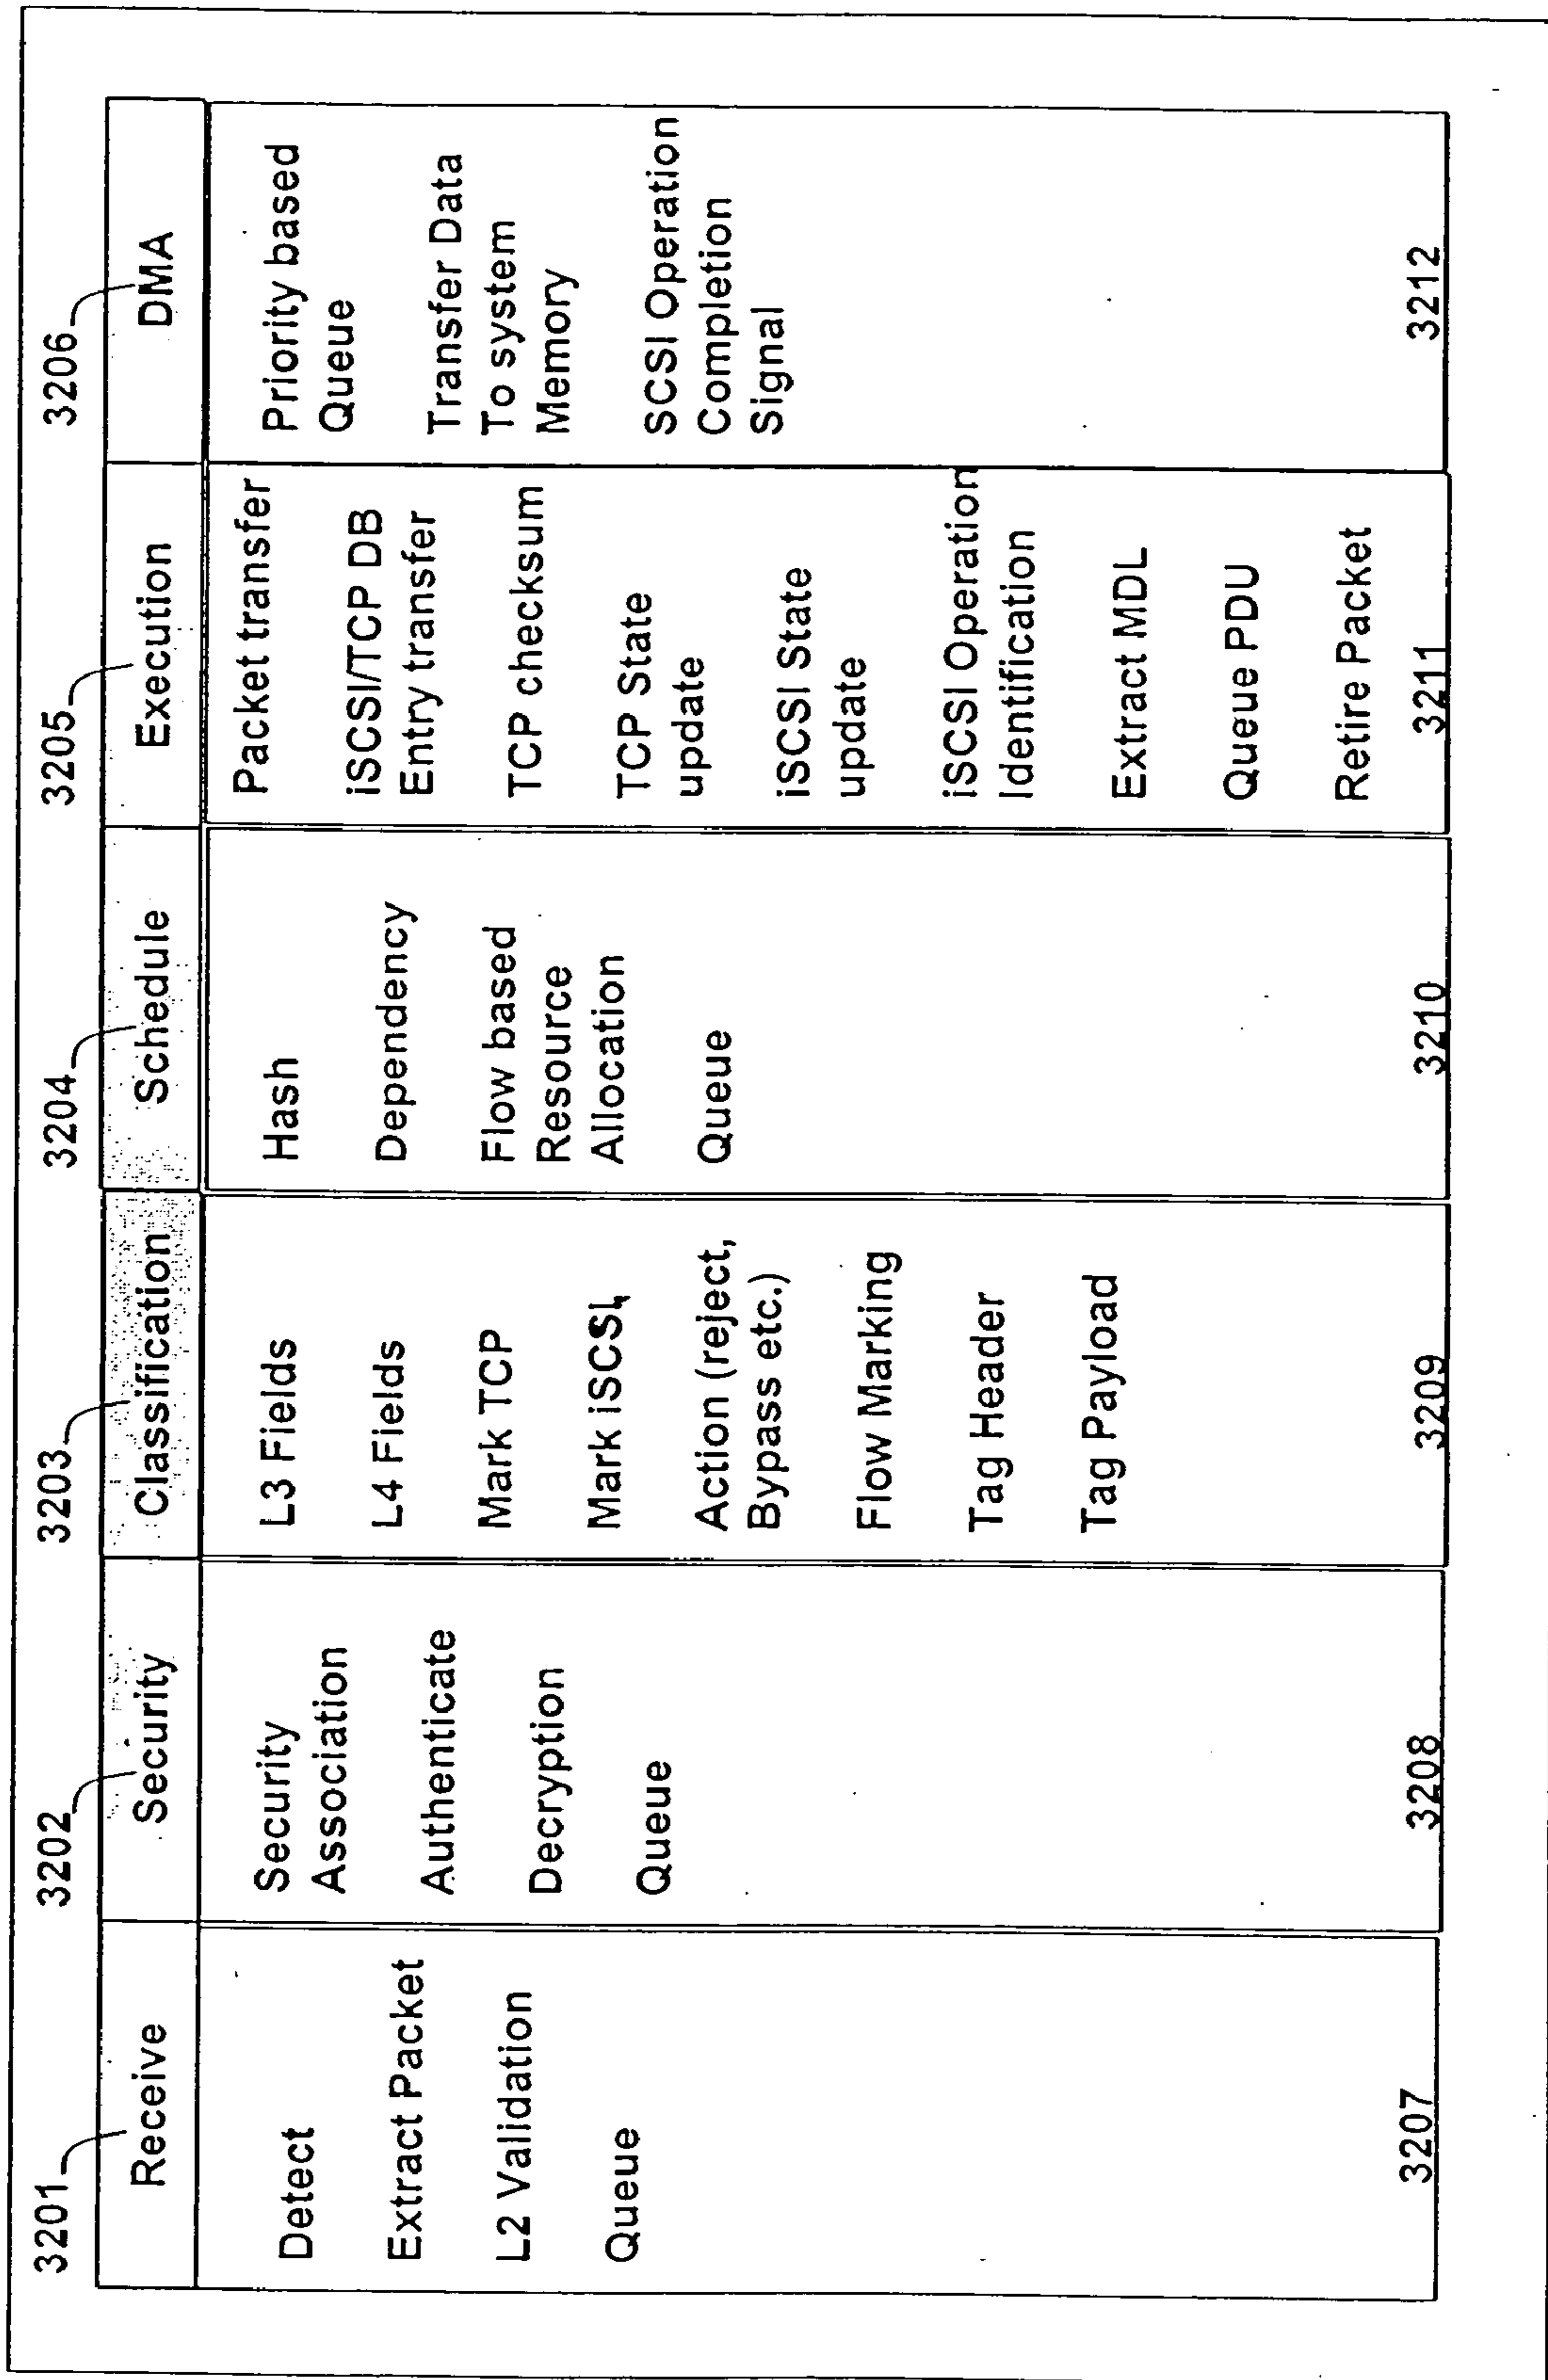 3201
Receive
Detect
Extract Packet
L2 Validation
Queue
3207
3202
Security
Security
Association
Authenticate
Decryption
Queue
3208
3203
Classification
L3 Fields
L4 Fields
Mark TCP
Mark iSCSI,
Action (reject,
Bypass etc.)
Flow Marking
Tag Header
Tag Payload
3209
3204
Schedule
Hash
Dependency
Flow based
Resource
Allocation
Queue
3210
3205
Execution
Packet transfer
iSCSI/TCP DB
Entry transfer
TCP checksum
TCP State
update
iSCSI State
update
iSCSI Operation
Identification
Extract MDL
Queue PDU
Retire Packet
3211
3206
DMA
Priority based
Queue
Transfer Data
To system
Memory
SCSI Operation
Completion
Signal
3212